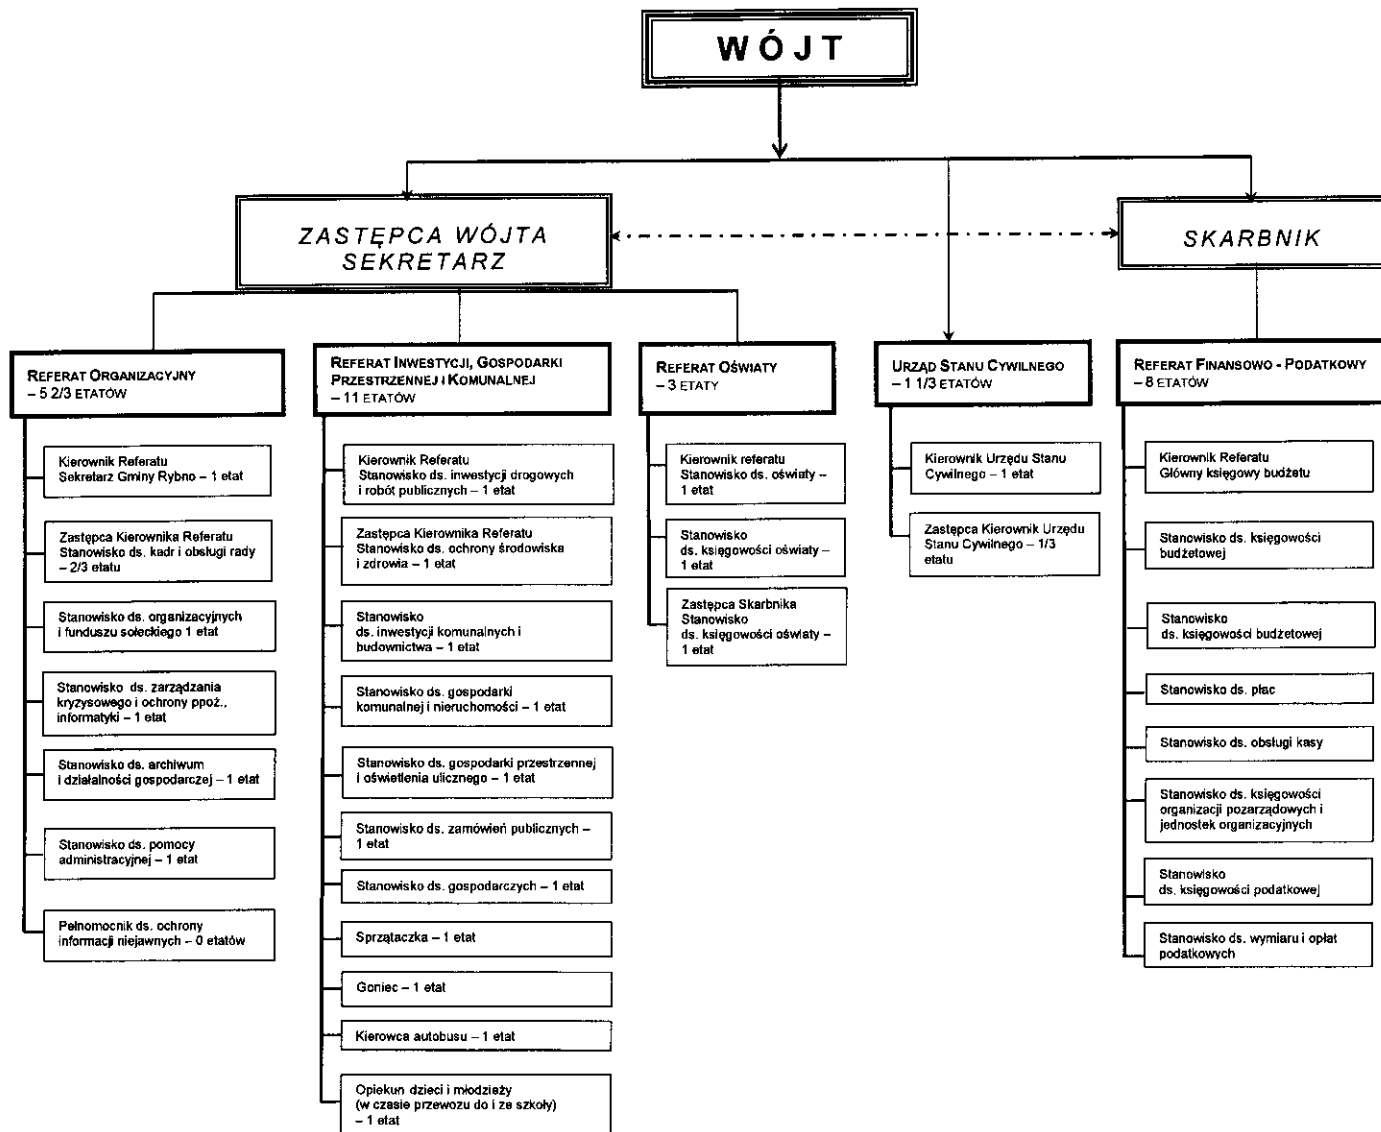 WÓJT
ZASTĘPCA WÓJTA
SEKRETARZ
SKARBNIK
REFERAT ORGANIZACYJNY
– 5 2/3 ETATÓW
Kierownik Referatu
Sekretarz Gminy Rybno – 1 etat
Zastępca Kierownika Referatu
Stanowisko ds. kadr i obsługi rady
– 2/3 etatu
Stanowisko ds. organizacyjnych
i funduszu sołeckiego 1 etat
Stanowisko ds. zarządzania
kryzysowego i ochrony ppoż.,
informatyki – 1 etat
Stanowisko ds. archiwum
i działalności gospodarczej – 1 etat
Stanowisko ds. pomocy
administracyjnej – 1 etat
Pełnomocnik ds. ochrony
informacji niejawnych – 0 etatów
REFERAT INWESTYCJI, GOSPODARKI
PRZESTRZENNEJ I KOMUNALNEJ
– 11 ETATÓW
Kierownik Referatu
Stanowisko ds. inwestycji drogowych
i robót publicznych – 1 etat
Zastępca Kierownika Referatu
Stanowisko ds. ochrony środowiska
i zdrowia – 1 etat
Stanowisko
ds. inwestycji komunalnych i
budownictwa – 1 etat
Stanowisko ds. gospodarki
komunalnej i nieruchomości – 1 etat
Stanowisko ds. gospodarki przestrzennej
i oświetlenia ulicznego – 1 etat
Stanowisko ds. zamówień publicznych –
1 etat
Stanowisko ds. gospodarczych – 1 etat
Sprzątaczka – 1 etat
Goniec – 1 etat
Kierowca autobusu – 1 etat
Opiekun dzieci i młodzieży
(w czasie przewozu do i ze szkoły)
– 1 etat
REFERAT OŚWIATY
– 3 ETATY
Kierownik referatu
Stanowisko ds. oświaty –
1 etat
Stanowisko
ds. księgowości oświaty –
1 etat
Zastępca Skarbnika
Stanowisko
ds. księgowości oświaty –
1 etat
URZĄD STANU CYWILNEGO
– 1 1/3 ETATÓW
Kierownik Urzędu Stanu
Cywilnego – 1 etat
Zastępca Kierownik Urzędu
Stanu Cywilnego – 1/3
etatu
REFERAT FINANSOWO - PODATKOWY
– 8 ETATÓW
Kierownik Referatu
Główny księgowy budżetu
Stanowisko ds. księgowości
budżetowej
Stanowisko
ds. księgowości budżetowej
Stanowisko ds. płac
Stanowisko ds. obsługi kasy
Stanowisko ds. księgowości
organizacji pozarządowych i
jednostek organizacyjnych
Stanowisko
ds. księgowości podatkowej
Stanowisko ds. wymiaru i opłat
podatkowych